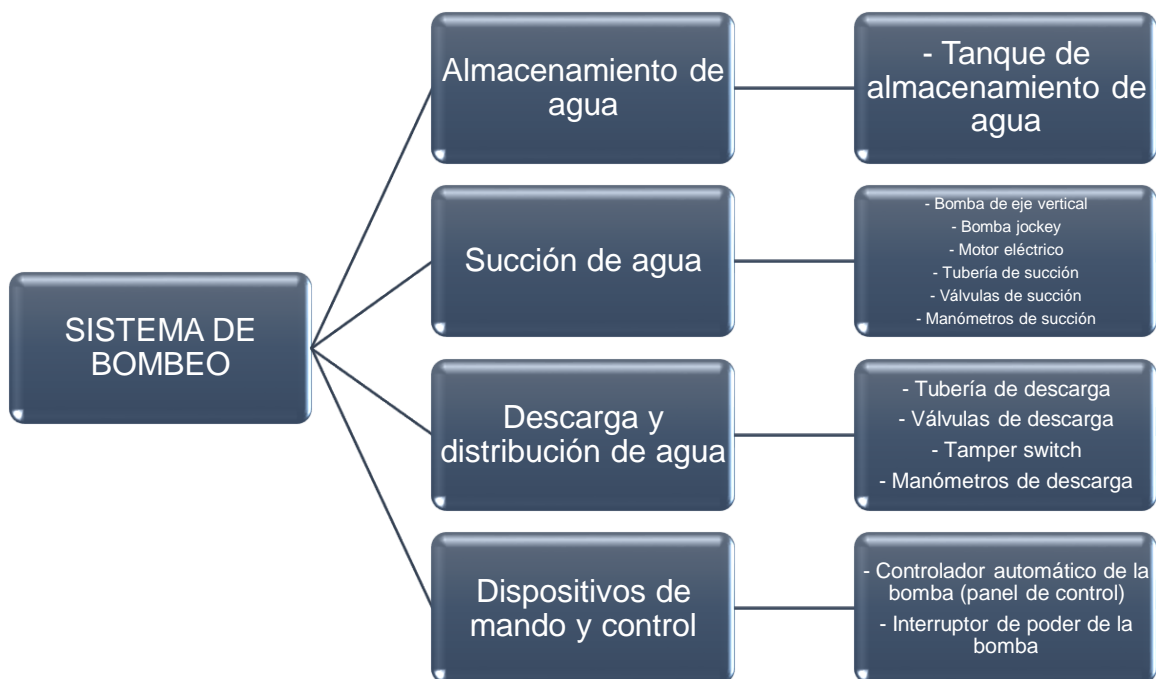 SISTEMA DE
BOMBEO
Almacenamiento de
agua
- Tanque de
almacenamiento de
agua
Succión de agua
- Bomba de eje vertical
- Bomba jockey
- Motor eléctrico
- Tubería de succión
- Válvulas de succión
- Manómetros de succión
Descarga y
distribución de agua
- Tubería de descarga
- Válvulas de descarga
- Tamper switch
- Manómetros de descarga
Dispositivos de
mando y control
- Controlador automático de la
bomba (panel de control)
- Interruptor de poder de la
bomba